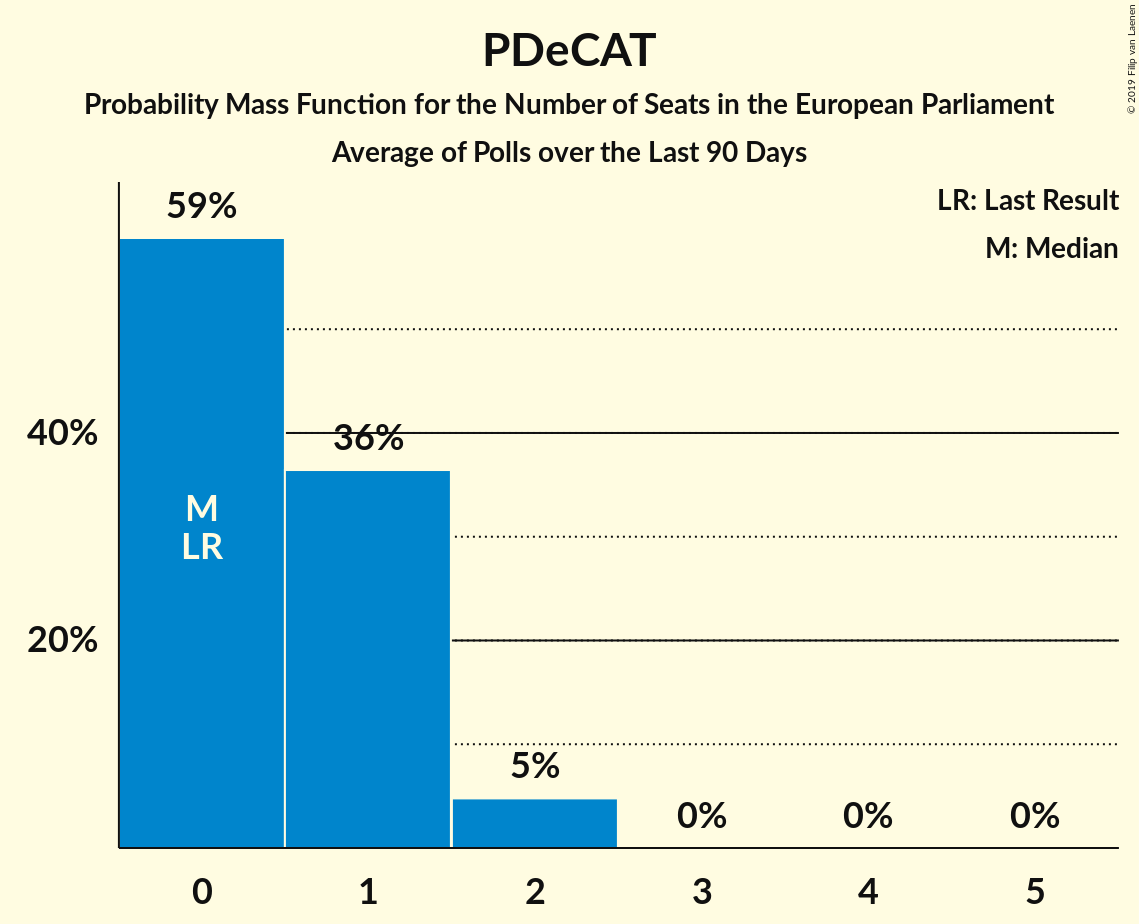 PDeCAT
Probability Mass Function for the Number of Seats in the European Parliament
Average of Polls over the Last 90 Days
© 2019 Filip van Laenen
LR: Last Result
M: Median
59%
40%
36%
M
LR
20%
5%
0%
0%
0%
0
1
2
3
4
5